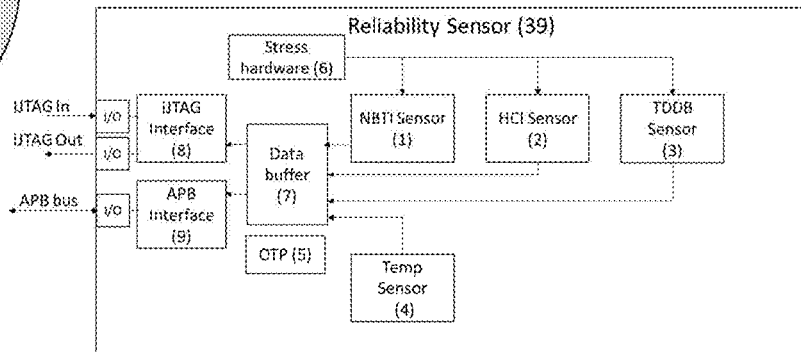 Reliability Sensor (39)
Stress
hardware (6)
iJTAG In
I/O
iJTAG
Interface
(8)
NBTI Sensor
(1)
HCI Sensor
(2)
TDDB
Sensor
(3)
iJTAG Out
I/O
Data
buffer
(7)
APB bus
I/O
APB
Interface
(9)
OTP (5)
Temp
Sensor
(4)